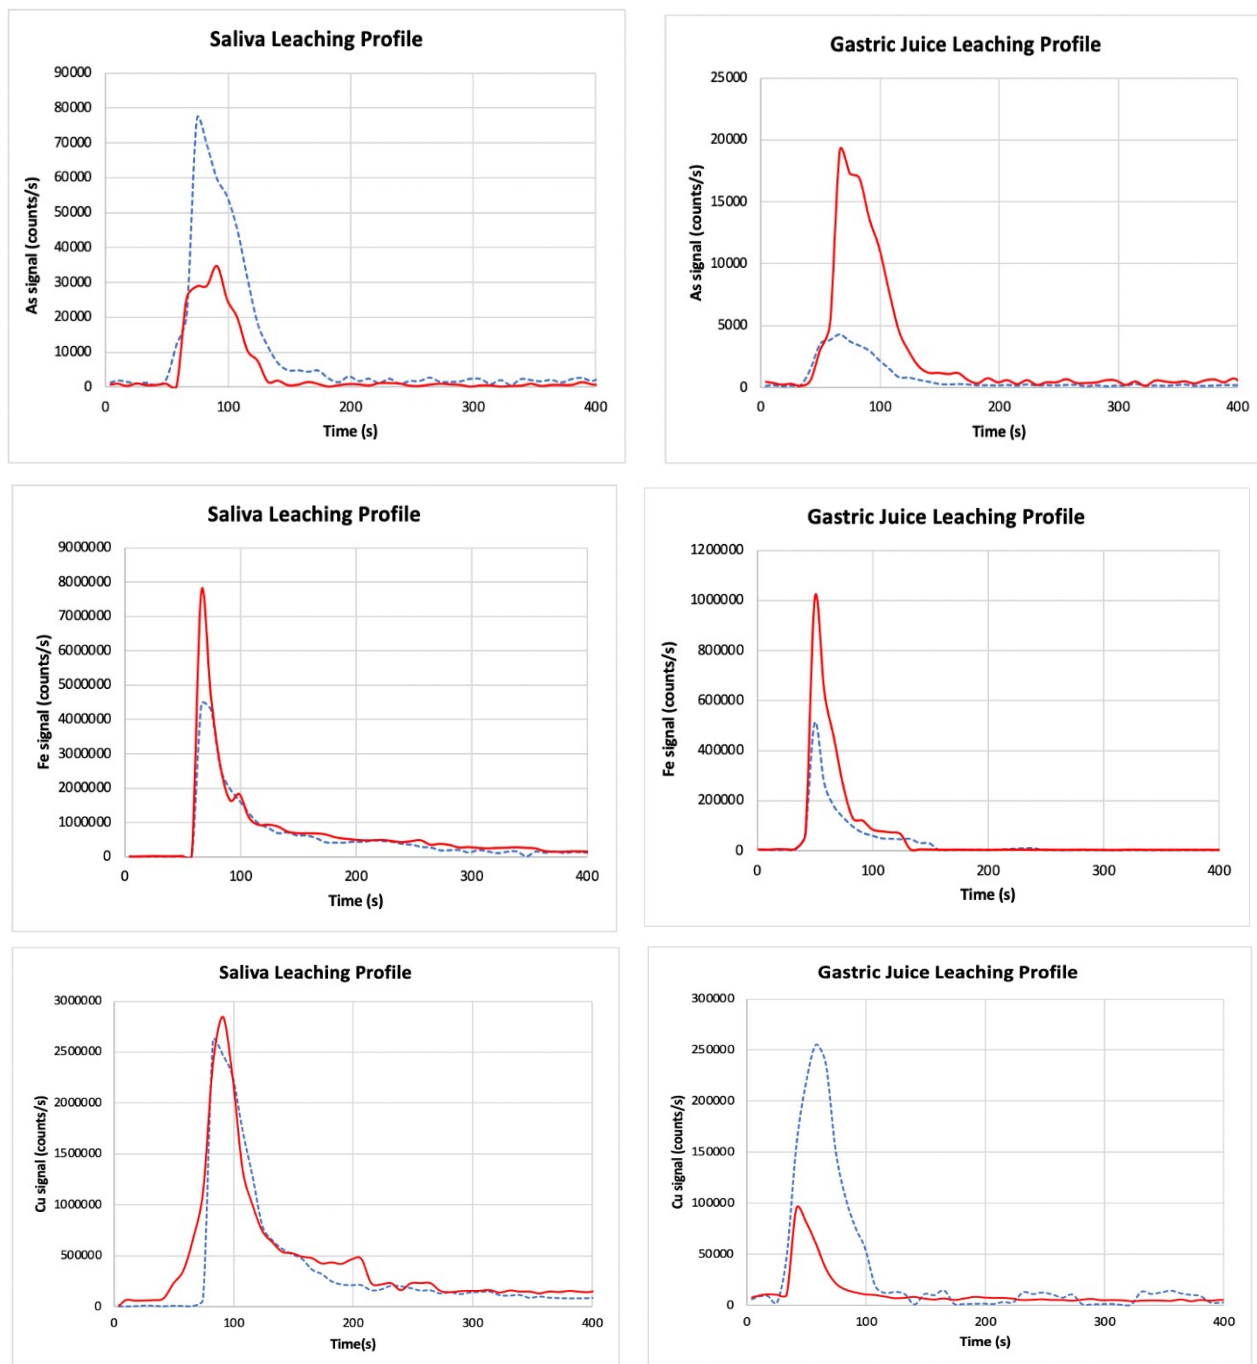 Saliva Leaching Profile
90000
80000
70000
60000
50000
40000
30000
20000
10000
0
As signal (counts/s)
0 100 200 300 400
Time (s)
Gastric Juice Leaching Profile
25000
20000
15000
10000
5000
0
As signal (counts/s)
0 100 200 300 400
Time (s)
Saliva Leaching Profile
9000000
8000000
7000000
6000000
5000000
4000000
3000000
2000000
1000000
0
Fe signal (counts/s)
0 100 200 300 400
Time (s)
Gastric Juice Leaching Profile
1200000
1000000
800000
600000
400000
200000
0
Fe signal (counts/s)
0 100 200 300 400
Time (s)
Saliva Leaching Profile
3000000
2500000
2000000
1500000
1000000
500000
0
Cu signal (counts/s)
0 100 200 300 400
Time(s)
Gastric Juice Leaching Profile
300000
250000
200000
150000
100000
50000
0
Cu signal (counts/s)
0 100 200 300 400
Time (s)